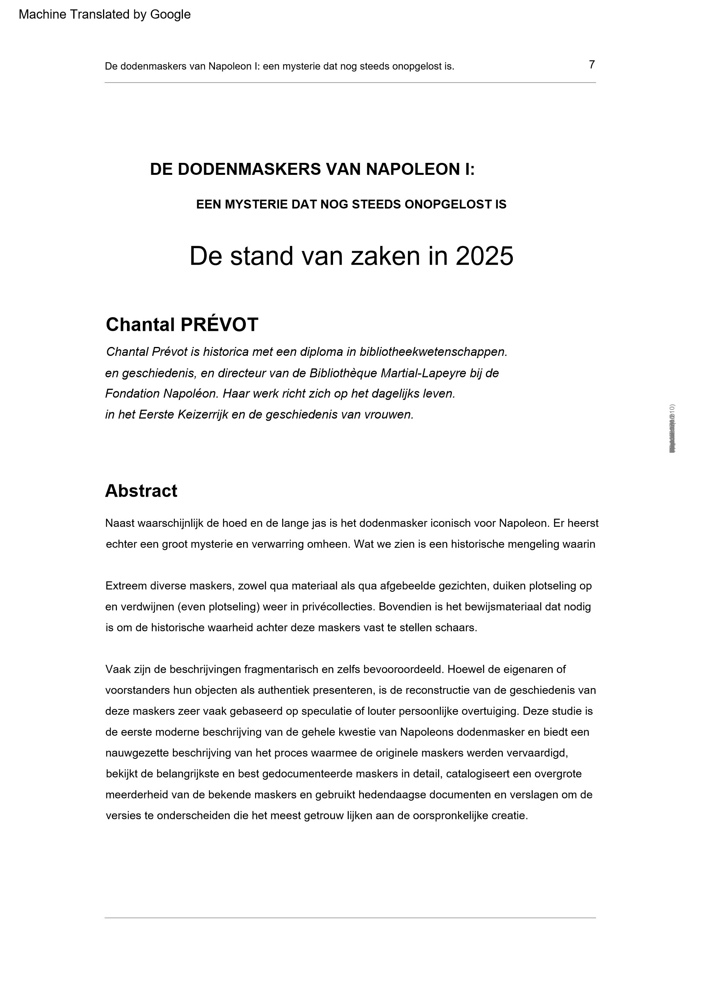 Machine Translated by Google
De dodenmaskers van Napoleon I: een mysterie dat nog steeds onopgelost is.
7
DE DODENMASKERS VAN NAPOLEON I:
EEN MYSTERIE DAT NOG STEEDS ONOPGELOST IS
De stand van zaken in 2025
Chantal PRÉVOT
Chantal Prévot is historica met een diploma in bibliotheekwetenschappen.
en geschiedenis, en directeur van de Bibliothèque Martial-Lapeyre bij de
Fondation Napoléon. Haar werk richt zich op het dagelijks leven.
in het Eerste Keizerrijk en de geschiedenis van vrouwen.
Abstract
Naast waarschijnlijk de hoed en de lange jas is het dodenmasker iconisch voor Napoleon. Er heerst
echter een groot mysterie en verwarring omheen. Wat we zien is een historische mengeling waarin
Extreem diverse maskers, zowel qua materiaal als qua afgebeelde gezichten, duiken plotseling op
en verdwijnen (even plotseling) weer in privécollecties. Bovendien is het bewijsmateriaal dat nodig
is om de historische waarheid achter deze maskers vast te stellen schaars.
Vaak zijn de beschrijvingen fragmentarisch en zelfs bevooroordeeld. Hoewel de eigenaren of
voorstanders hun objecten als authentiek presenteren, is de reconstructie van de geschiedenis van
deze maskers zeer vaak gebaseerd op speculatie of louter persoonlijke overtuiging. Deze studie is
de eerste moderne beschrijving van de gehele kwestie van Napoleons dodenmasker en biedt een
nauwgezette beschrijving van het proces waarmee de originele maskers werden vervaardigd,
bekijkt de belangrijkste en best gedocumenteerde maskers in detail, catalogiseert een overgrote
meerderheid van de bekende maskers en gebruikt hedendaagse documenten en verslagen om de
versies te onderscheiden die het meest getrouw lijken aan de oorspronkelijke creatie.